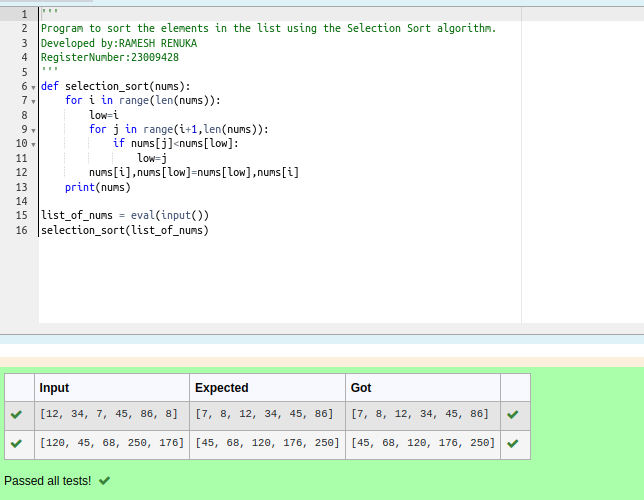 1 '''
2 Program to sort the elements in the list using the Selection Sort algorithm.
3 Developed by:RAMESH RENUKA
4 RegisterNumber:23009428
5 '''
6 def selection_sort(nums):
7     for i in range(len(nums)):
8         low=i
9         for j in range(i+1,len(nums)):
10             if nums[j]<nums[low]:
11                 low=j
12         nums[i],nums[low]=nums[low],nums[i]
13     print(nums)
14
15 list_of_nums = eval(input())
16 selection_sort(list_of_nums)
Input Expected Got
[12, 34, 7, 45, 86, 8] [7, 8, 12, 34, 45, 86] [7, 8, 12, 34, 45, 86]
[120, 45, 68, 250, 176] [45, 68, 120, 176, 250] [45, 68, 120, 176, 250]
Passed all tests!